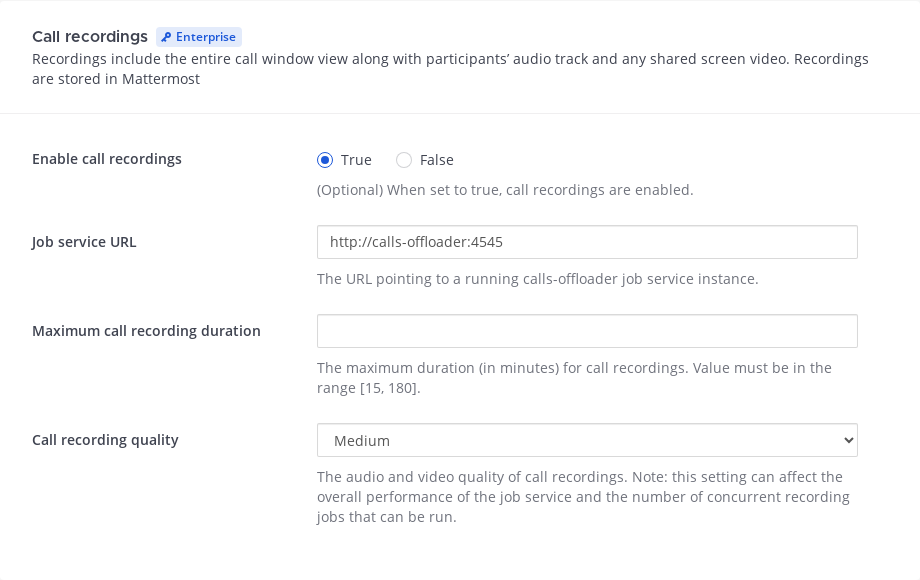 Call recordings Enterprise
Recordings include the entire call window view along with participants’ audio track and any shared screen video. Recordings
are stored in Mattermost
Enable call recordings
True False
(Optional) When set to true, call recordings are enabled.
Job service URL
http://calls-offloader:4545
The URL pointing to a running calls-offloader job service instance.
Maximum call recording duration
The maximum duration (in minutes) for call recordings. Value must be in the
range [15, 180].
Call recording quality
Medium
The audio and video quality of call recordings. Note: this setting can affect the
overall performance of the job service and the number of concurrent recording
jobs that can be run.